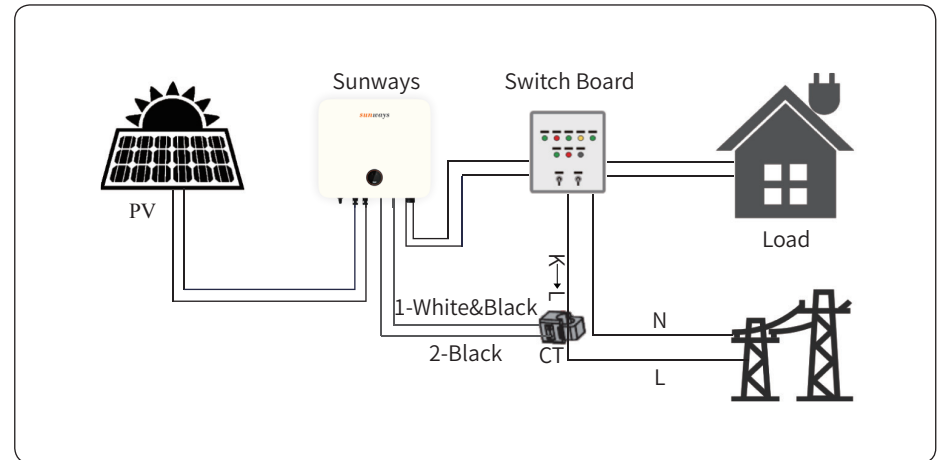 Sunways
Switch Board
sunways
PV
Load
K→L
1-White&Black
N
2-Black
CT
L